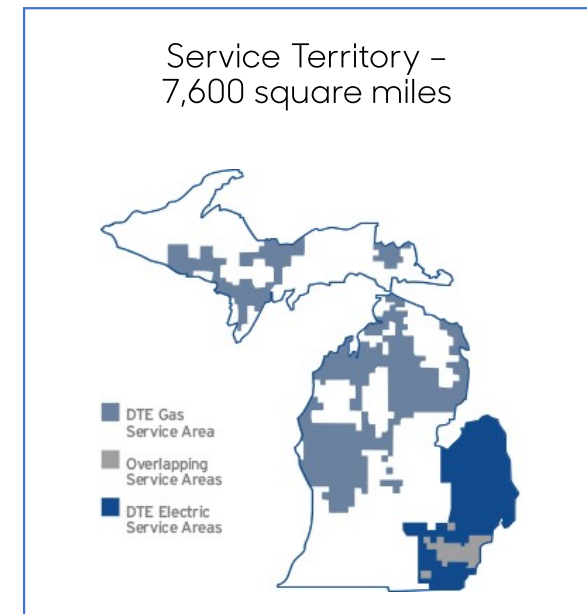 Service Territory –
7,600 square miles
DTE Gas
Service Area
Overlapping
Service Areas
DTE Electric
Service Areas